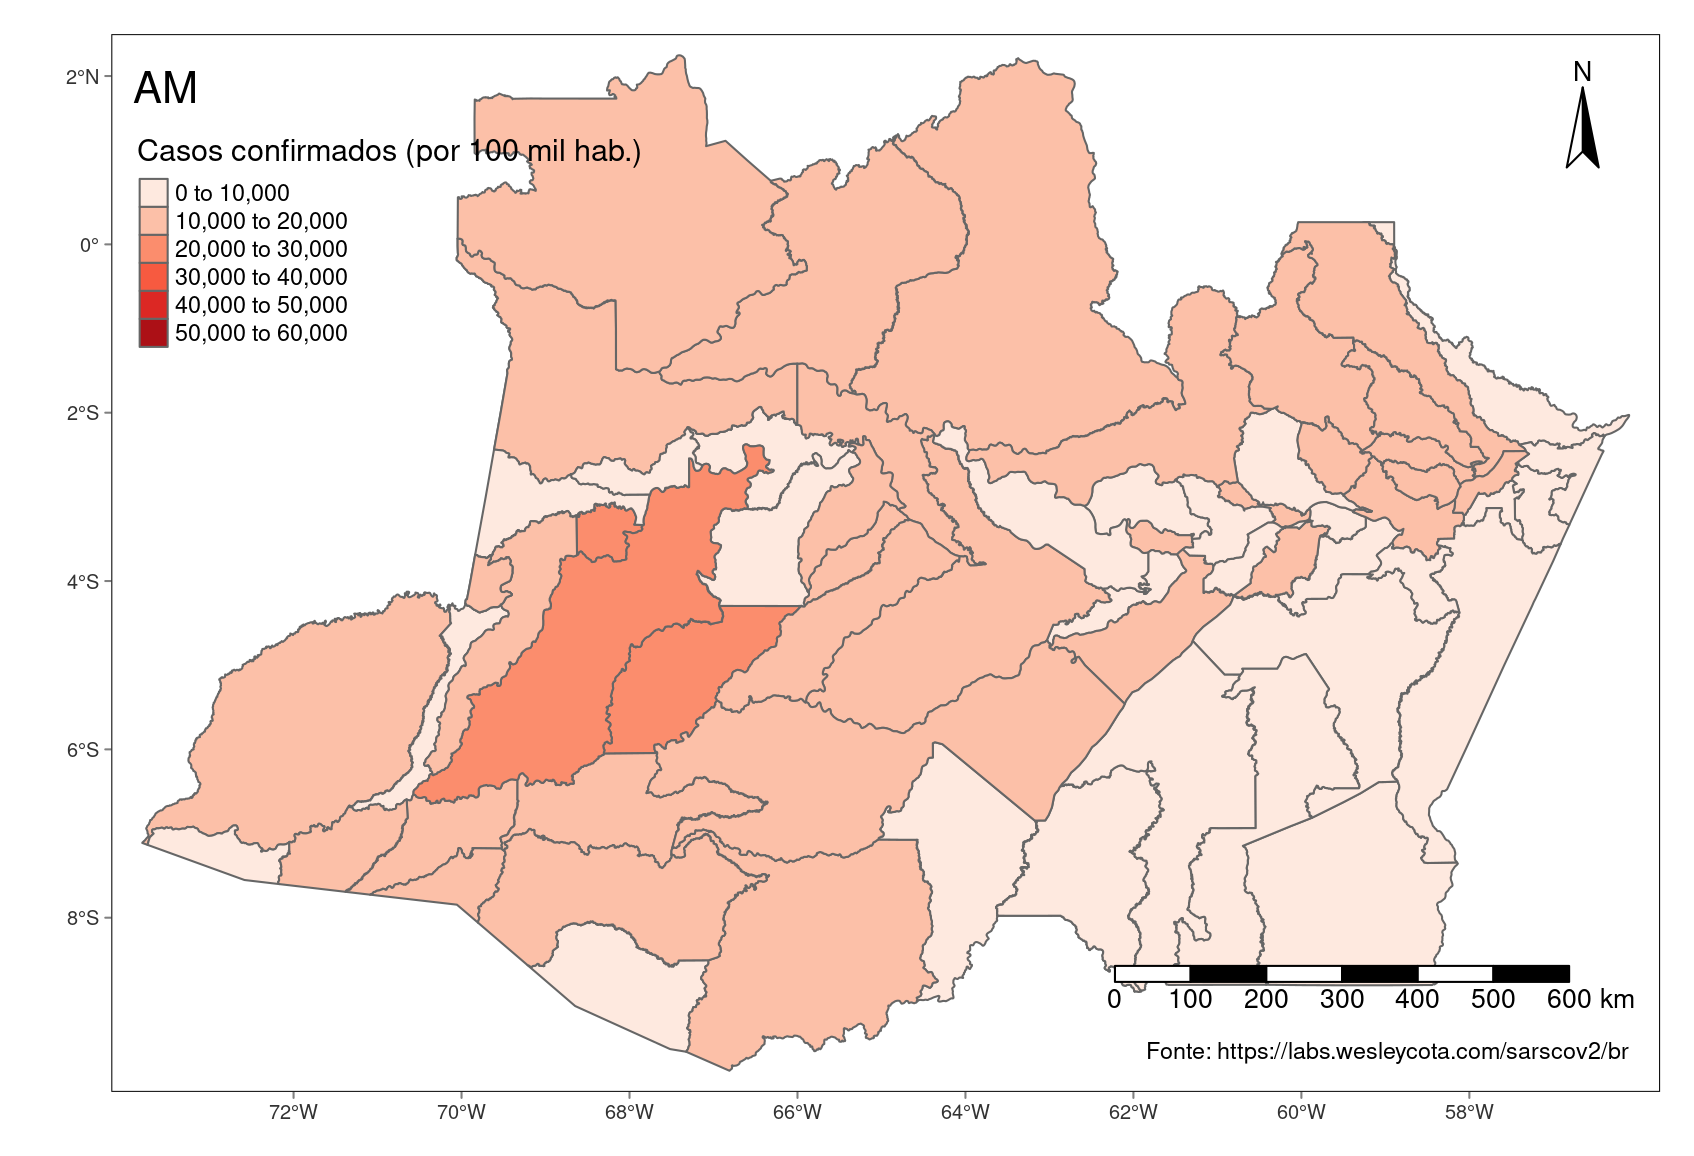 AM
N
Casos confirmados (por 100 mil hab.)
0 to 10,000
10,000 to 20,000
20,000 to 30,000
30,000 to 40,000
40,000 to 50,000
50,000 to 60,000
2°N
0°
2°S
4°S
6°S
8°S
0 100 200 300 400 500 600 km
Fonte: https://labs.wesleycota.com/sarscov2/br
72°W 70°W 68°W 66°W 64°W 62°W 60°W 58°W